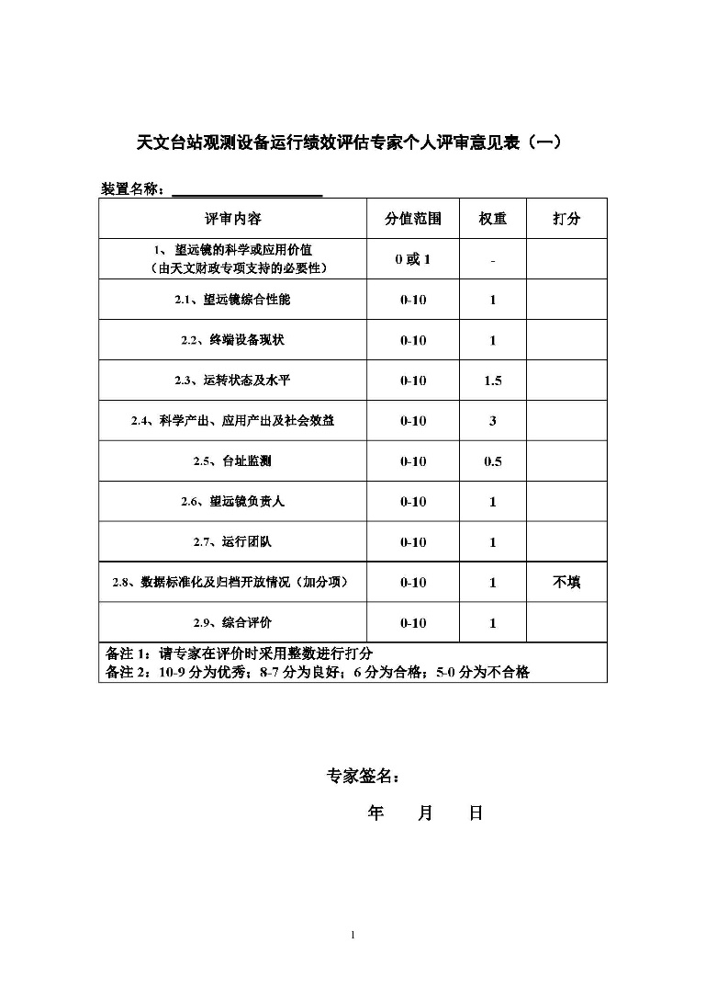 天文台站观测设备运行绩效评估专家个人评审意见表（一）
装置名称：
评审内容 分值范围 权重 打分
1、 望远镜的科学或应用价值
（由天文财政专项支持的必要性） 0 或 1 -
2.1、望远镜综合性能 0-10 1
2.2、终端设备现状 0-10 1
2.3、运转状态及水平 0-10 1.5
2.4、科学产出、应用产出及社会效益 0-10 3
2.5、台址监测 0-10 0.5
2.6、望远镜负责人 0-10 1
2.7、运行团队 0-10 1
2.8、数据标准化及归档开放情况（加分项） 0-10 1 不填
2.9、综合评价 0-10 1
备注 1：请专家在评价时采用整数进行打分
备注 2：10-9 分为优秀；8-7 分为良好；6 分为合格；5-0 分为不合格
专家签名：
年 月 日
1